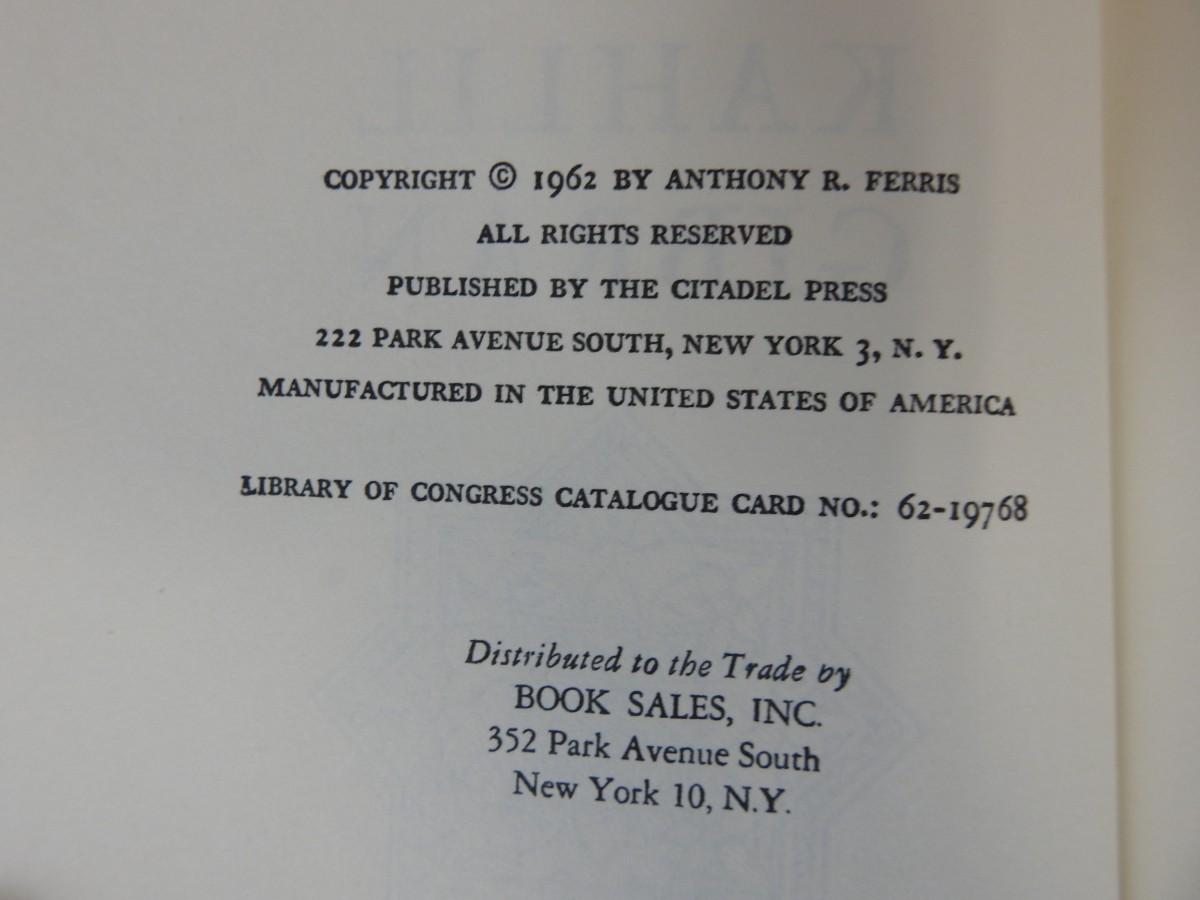 KAHLIL
GIBRAN
COPYRIGHT © 1962 BY ANTHONY R. FERRIS
ALL RIGHTS RESERVED
PUBLISHED BY THE CITADEL PRESS
222 PARK AVENUE SOUTH, NEW YORK 3, N. Y.
MANUFACTURED IN THE UNITED STATES OF AMERICA
LIBRARY OF CONGRESS CATALOGUE CARD NO.: 62-19768
Distributed to the Trade by
BOOK SALES, INC.
352 Park Avenue South
New York 10, N.Y.